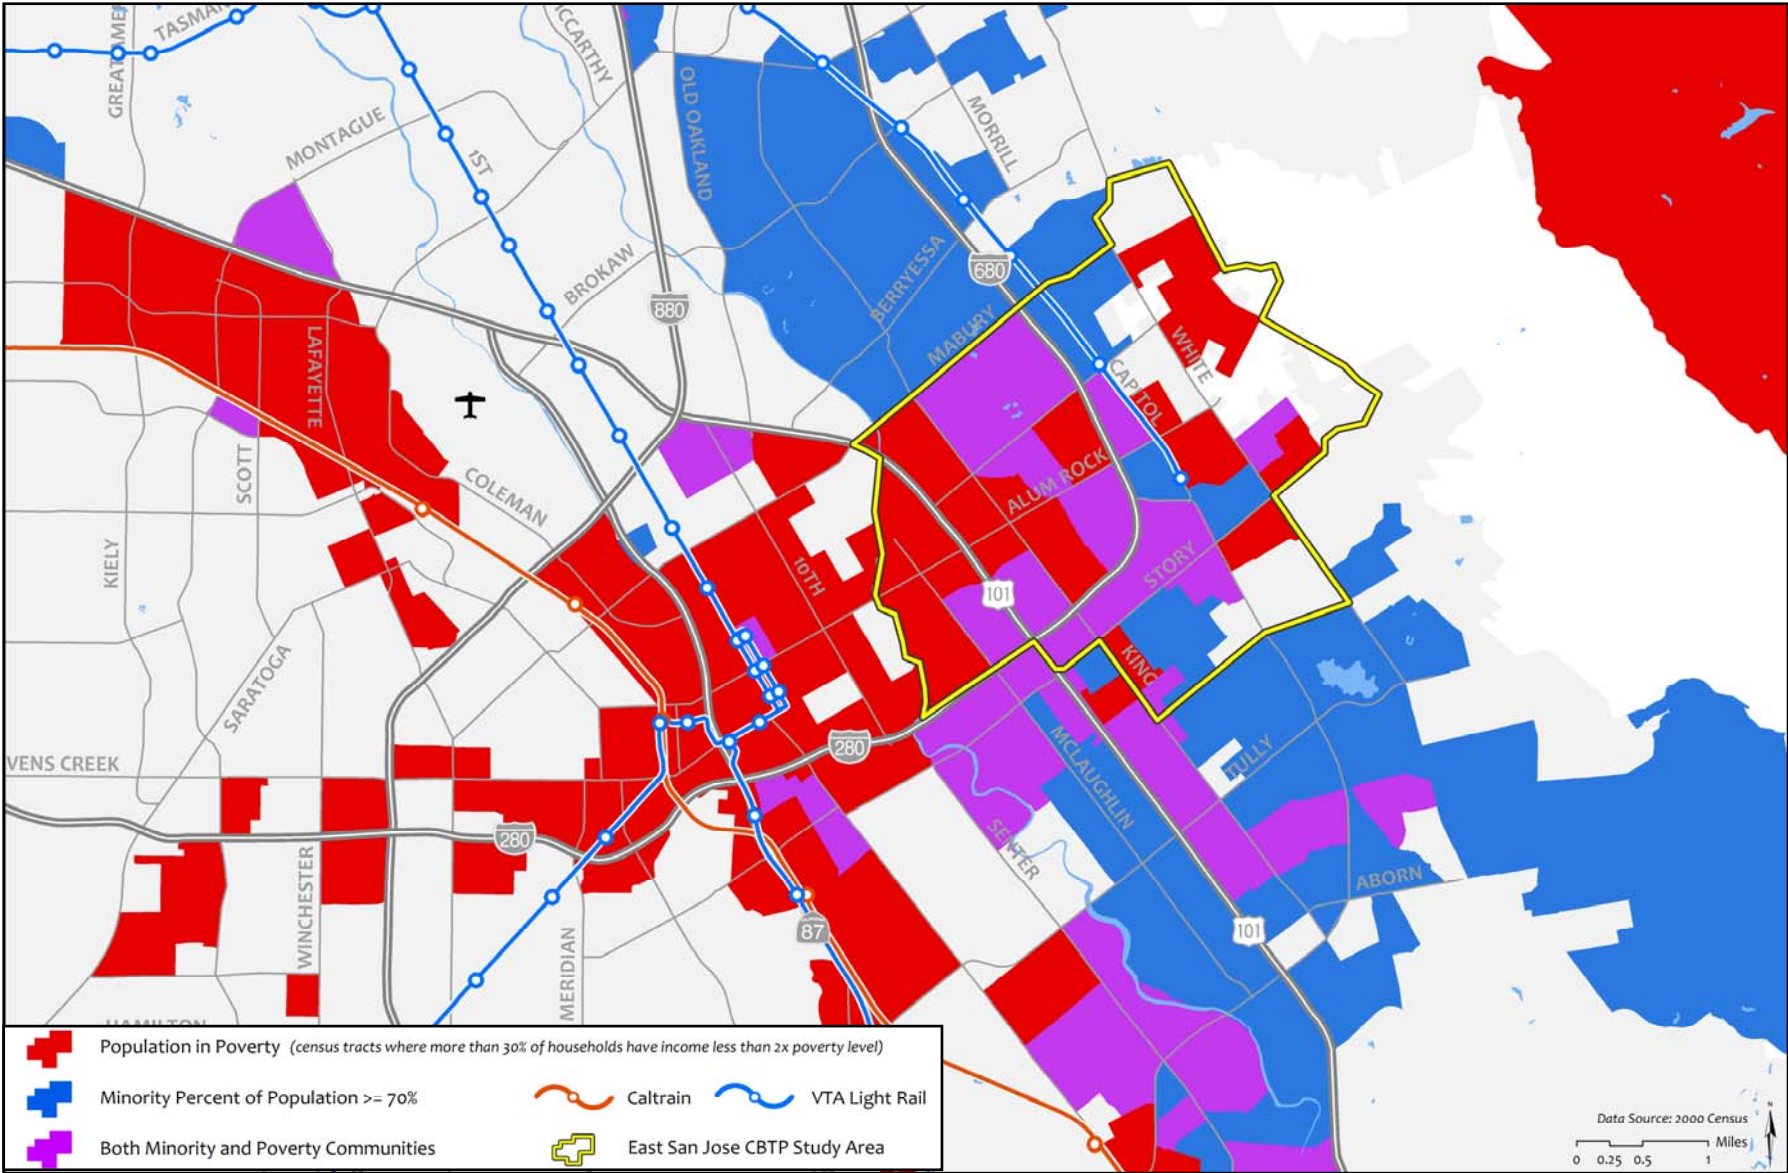 TASMAN
GREAT AME
MCCARTHY
MONTAGUE
1ST
OLD OAKLAND
MORRILL
BROKAW
880
BERRYESSA
680
MABURY
WHITE
CAPITOL
LAFAYETTE
SCOTT
COLEMAN
ALUM ROCK
KIELY
10TH
101
STORY
KING
SARATOGA
VENS CREEK
280
MCLAUGHLIN
TULLY
280
SENTER
WINCHESTER
MERIDIAN
87
ABORN
101
HAMILTON
Population in Poverty (census tracts where more than 30% of households have income less than 2x poverty level)
Minority Percent of Population >= 70%
Caltrain
VTA Light Rail
Both Minority and Poverty Communities
East San Jose CBTP Study Area
Data Source: 2000 Census
N
Miles
0 0.25 0.5 1